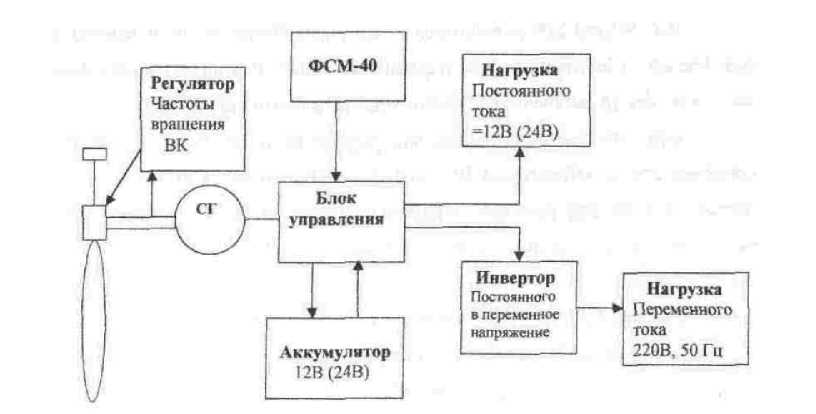 ФСМ-40
Регулятор
Частоты
вращения
ВК
Нагрузка
Постоянного
тока
=12В (24В)
СГ
Блок
управления
Инвертор
Постоянного
в переменное
напряжение
Нагрузка
Переменного
тока
220В, 50 Гц
Аккумулятор
12В (24В)